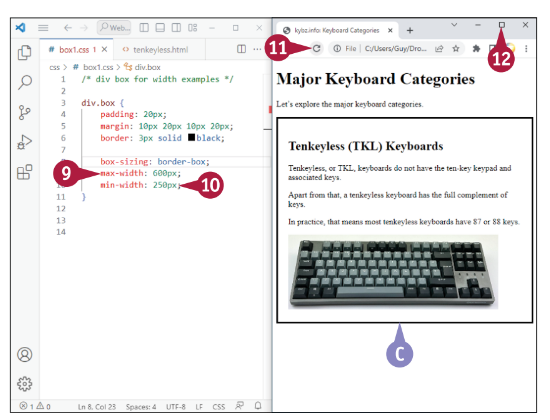 Web...
# box1.css 1 × <> tenkeyless.html ...
css > # box1.css > div.box
1 /* div box for width examples */
2
3 div.box {
4 padding: 20px;
5 margin: 10px 20px 10px 20px;
6 border: 3px solid black;
7
8 box-sizing: border-box;
9 max-width: 600px;
10 min-width: 250px;
11 }
12
13
14
9
10
1 0
Ln 8, Col 23 Spaces: 4 UTF-8 LF CSS
kybz.info: Keyboard Categories × +
11
File | C:/Users/Guy/Dro...
12
Major Keyboard Categories
Let's explore the major keyboard categories.
Tenkeyless (TKL) Keyboards
Tenkeyless, or TKL, keyboards do not have the ten-key keypad and
associated keys.
Apart from that, a tenkeyless keyboard has the full complement of
keys.
In practice, that means most tenkeyless keyboards have 87 or 88 keys.
C